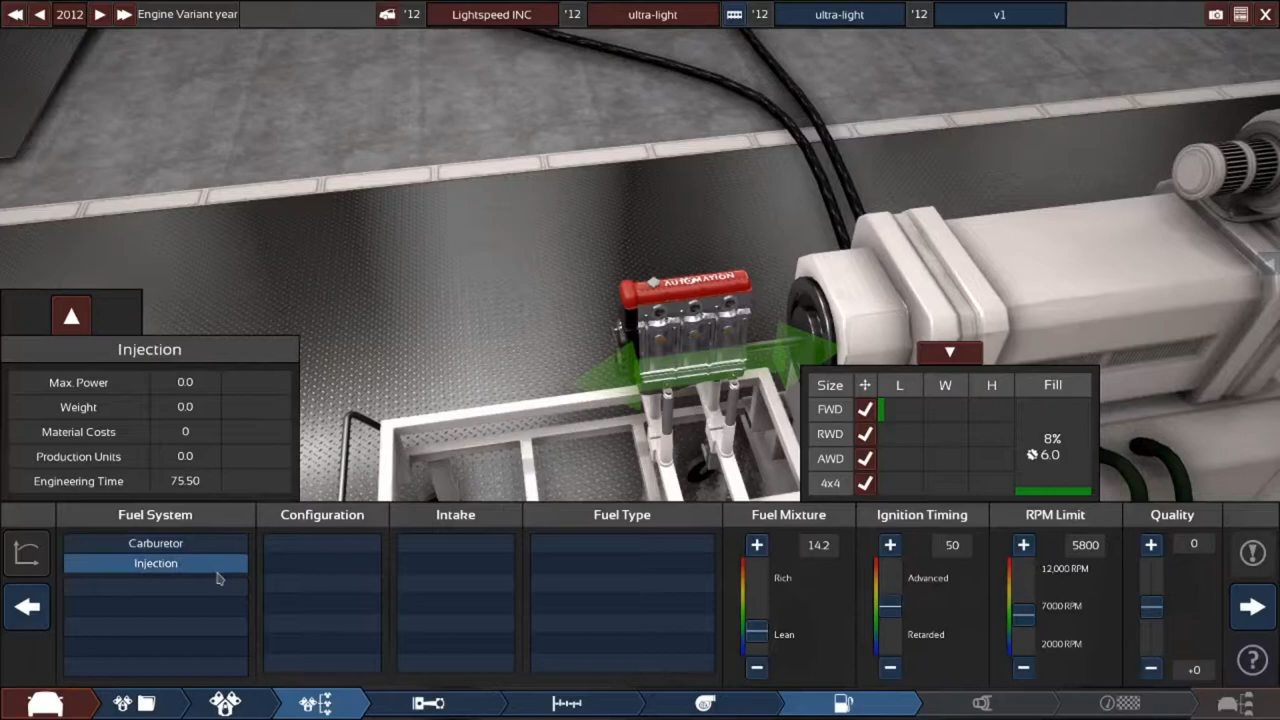 2012 Engine Variant year '12 Lightspeed INC '12 ultra-light '12 ultra-light '12 v1
AUTOMATION
Injection
Max. Power 0.0
Weight 0.0
Material Costs 0
Production Units 0.0
Engineering Time 75.50
Size L W H Fill
FWD
RWD
AWD
4x4
8%
6.0
Fuel System Configuration Intake Fuel Type Fuel Mixture Ignition Timing RPM Limit Quality
Carburetor
Injection
14.2
Rich
Lean
50
Advanced
Retarded
5800
12,000 RPM
7000 RPM
2000 RPM
0
+0